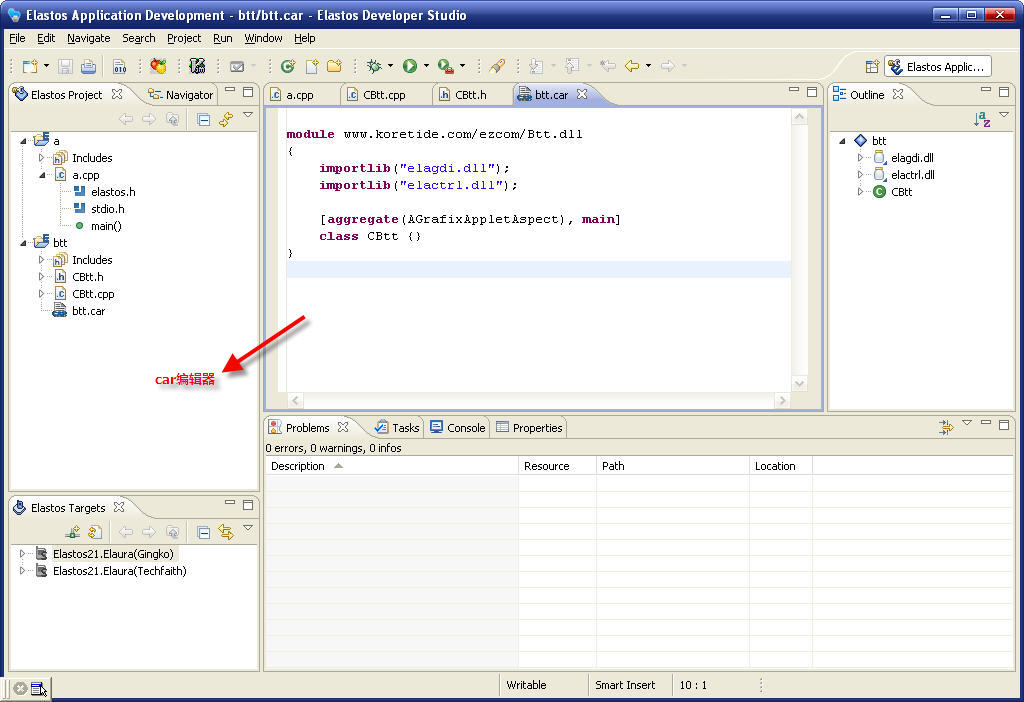 Elastos Application Development - btt/btt.car - Elastos Developer Studio
File Edit Navigate Search Project Run Window Help
Elastos Applic...
Elastos Project Navigator
a
Includes
a.cpp
elastos.h
stdio.h
main()
btt
Includes
CBtt.h
CBtt.cpp
btt.car
a.cpp CBtt.cpp CBtt.h btt.car
module www.koretide.com/ezcom/Btt.dll
{
importlib("elagdi.dll");
importlib("elactrl.dll");
[aggregate(AGrafixAppletAspect), main]
class CBtt {}
}
car编辑器
Outline
btt
elagdi.dll
elactrl.dll
CBtt
Elastos Targets
Elastos21.Elaura(Gingko)
Elastos21.Elaura(Techfaith)
Problems Tasks Console Properties
0 errors, 0 warnings, 0 infos
Description Resource Path Location
Writable Smart Insert 10 : 1